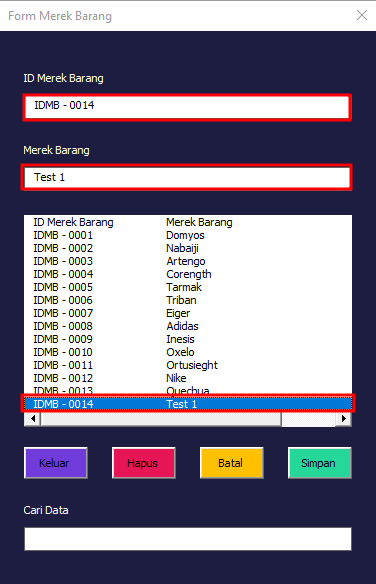 Form Merek Barang
ID Merek Barang
IDMB - 0014
Merek Barang
Test 1
ID Merek Barang Merek Barang
IDMB - 0001 Domyos
IDMB - 0002 Nabaiji
IDMB - 0003 Artengo
IDMB - 0004 Corength
IDMB - 0005 Tarmak
IDMB - 0006 Triban
IDMB - 0007 Eiger
IDMB - 0008 Adidas
IDMB - 0009 Inesis
IDMB - 0010 Oxelo
IDMB - 0011 Ortusieght
IDMB - 0012 Nike
IDMB - 0013 Quechua
IDMB - 0014 Test 1
Keluar Hapus Batal Simpan
Cari Data